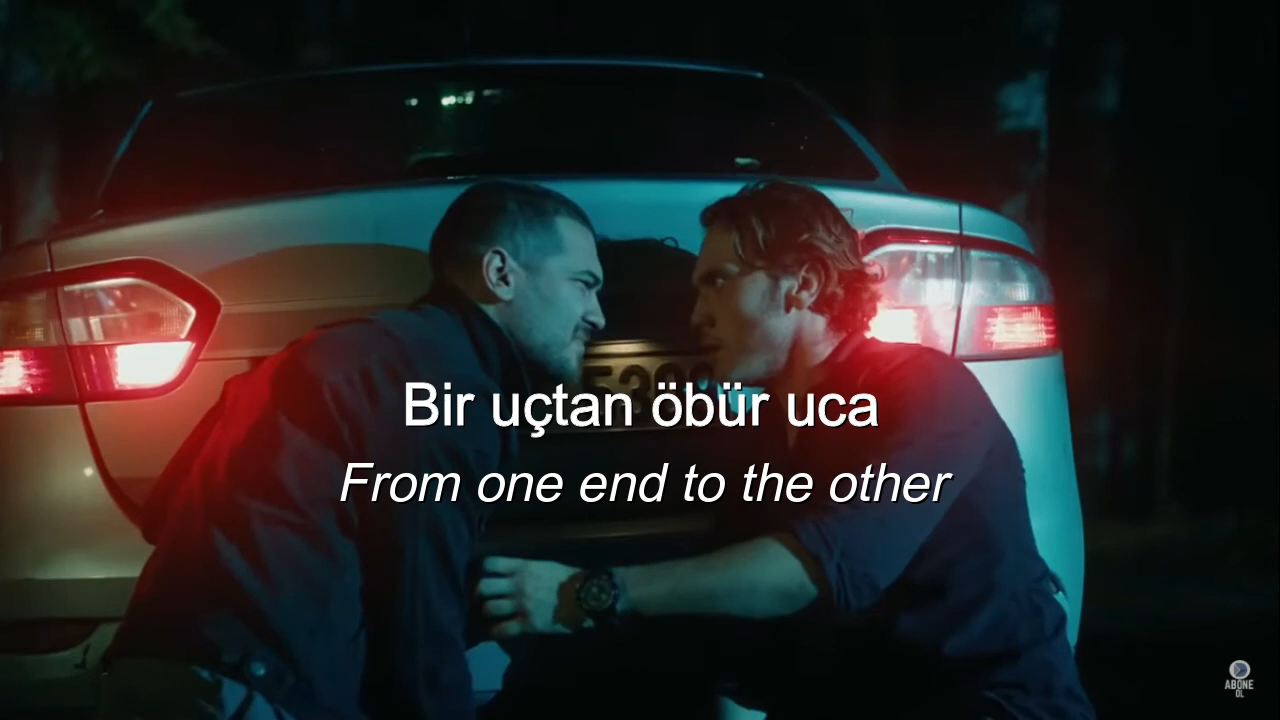 Bir uçtan öbür uca
From one end to the other
ABONE
OL